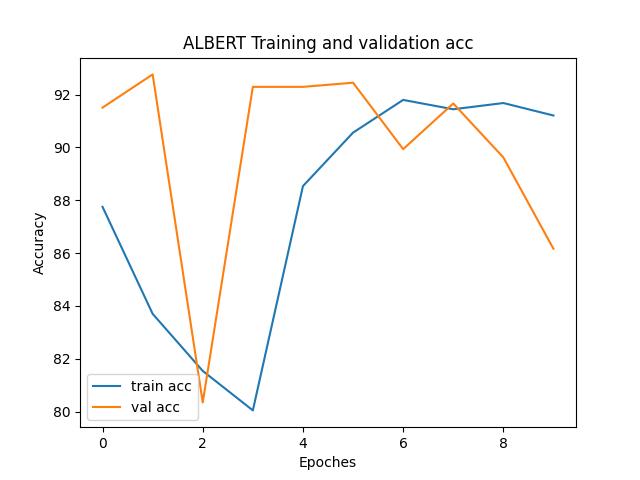 ALBERT Training and validation acc
Accuracy
92
90
88
86
84
82
80
train acc
val acc
0 2 4 6 8
Epoches